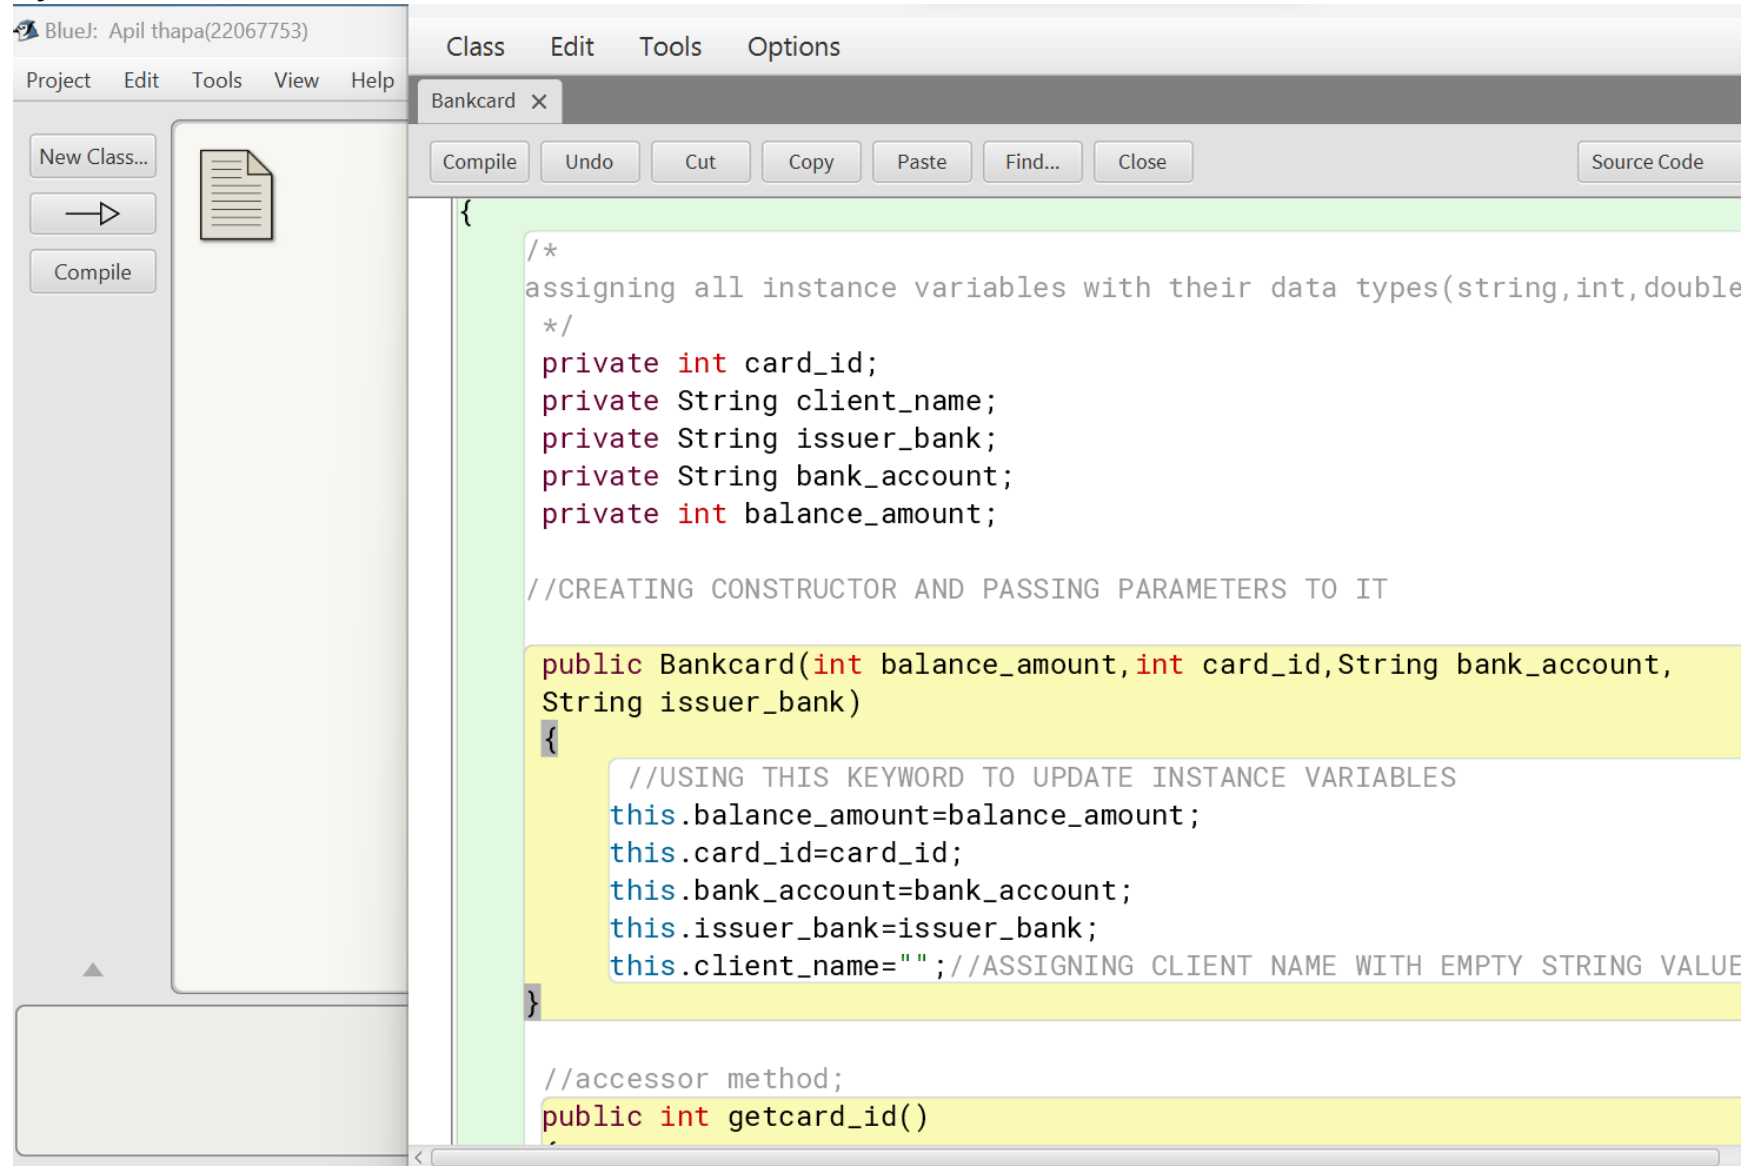 BlueJ: Apil thapa(22067753)
Project Edit Tools View Help
New Class...
Compile
Class Edit Tools Options
Bankcard
Compile Undo Cut Copy Paste Find... Close Source Code
{
/*
assigning all instance variables with their data types(string,int,double
*/
private int card_id;
private String client_name;
private String issuer_bank;
private String bank_account;
private int balance_amount;
//CREATING CONSTRUCTOR AND PASSING PARAMETERS TO IT
public Bankcard(int balance_amount,int card_id,String bank_account,
String issuer_bank)
{
//USING THIS KEYWORD TO UPDATE INSTANCE VARIABLES
this.balance_amount=balance_amount;
this.card_id=card_id;
this.bank_account=bank_account;
this.issuer_bank=issuer_bank;
this.client_name="";//ASSIGNING CLIENT NAME WITH EMPTY STRING VALUE
}
//accessor method;
public int getcard_id()